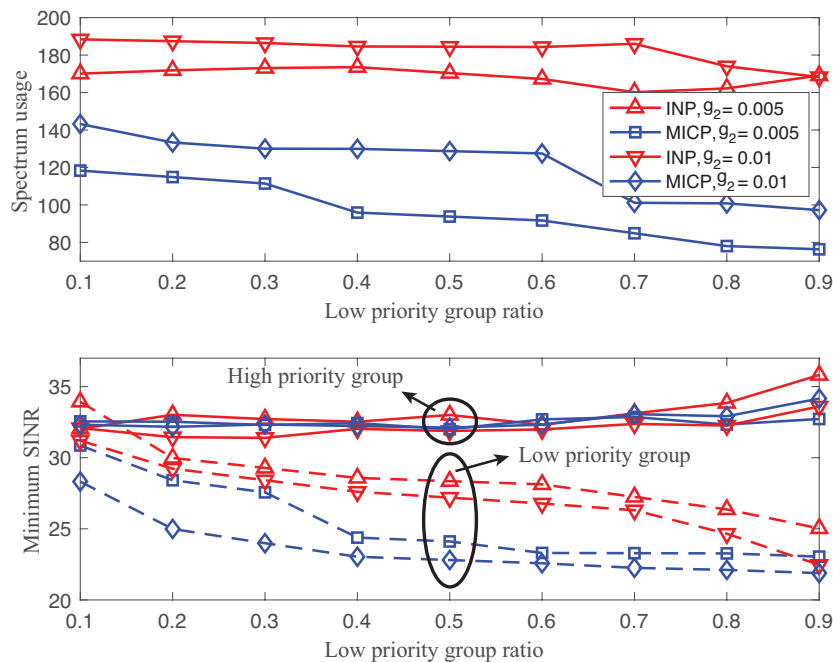 200
180
160
140
120
100
80
Spectrum usage
INP, g2 = 0.005
MICP, g2 = 0.005
INP, g2 = 0.01
MICP, g2 = 0.01
0.1 0.2 0.3 0.4 0.5 0.6 0.7 0.8 0.9
Low priority group ratio
35
30
25
20
Minimum SINR
High priority group
Low priority group
0.1 0.2 0.3 0.4 0.5 0.6 0.7 0.8 0.9
Low priority group ratio